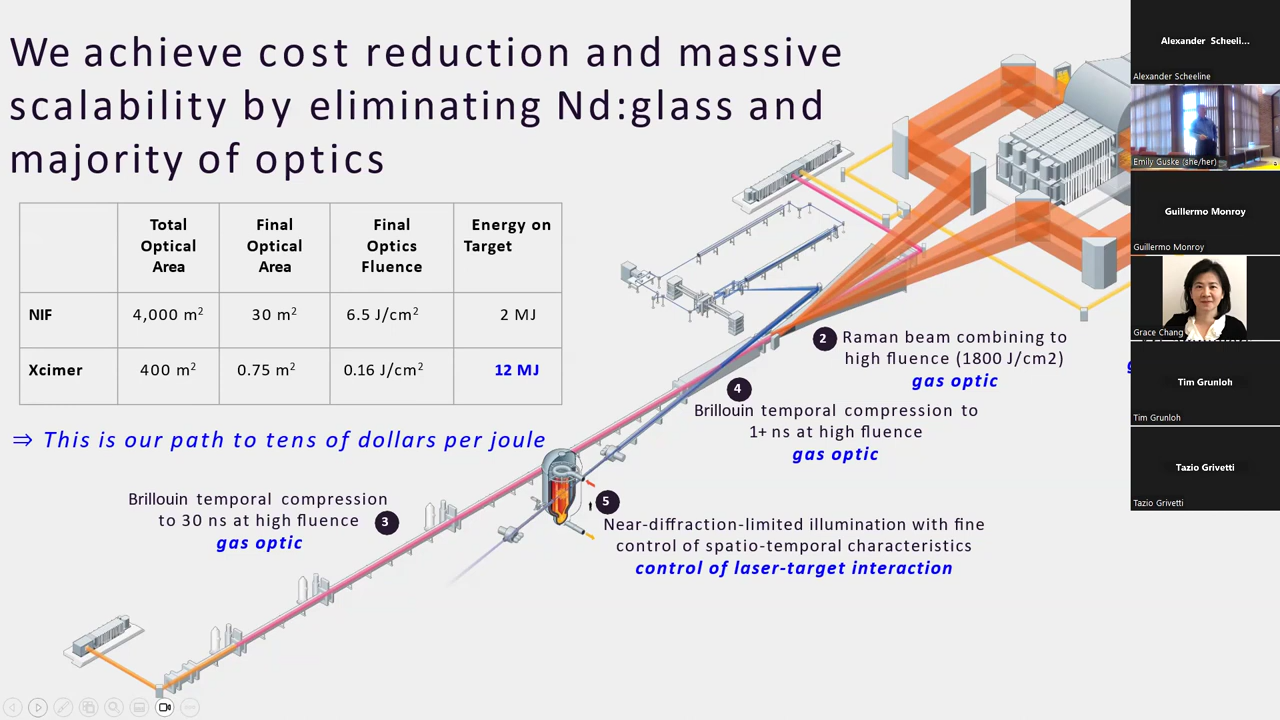 We achieve cost reduction and massive
scalability by eliminating Nd:glass and
majority of optics
Total
Optical
Area
Final
Optical
Area
Final
Optics
Fluence
Energy on
Target
NIF
4,000 m²
30 m²
6.5 J/cm²
2 MJ
Xcimer
400 m²
0.75 m²
0.16 J/cm²
12 MJ
⇒ This is our path to tens of dollars per joule
2
Raman beam combining to
high fluence (1800 J/cm2)
gas optic
4
Brillouin temporal compression to
1+ ns at high fluence
gas optic
Brillouin temporal compression
to 30 ns at high fluence
3
gas optic
5
Near-diffraction-limited illumination with fine
control of spatio-temporal characteristics
control of laser-target interaction
Alexander Scheeli...
Alexander Scheeline
Emily Guske (she/her)
Guillermo Monroy
Guillermo Monroy
Grace Chang
Tim Grunloh
Tim Grunloh
Tazio Grivetti
Tazio Grivetti